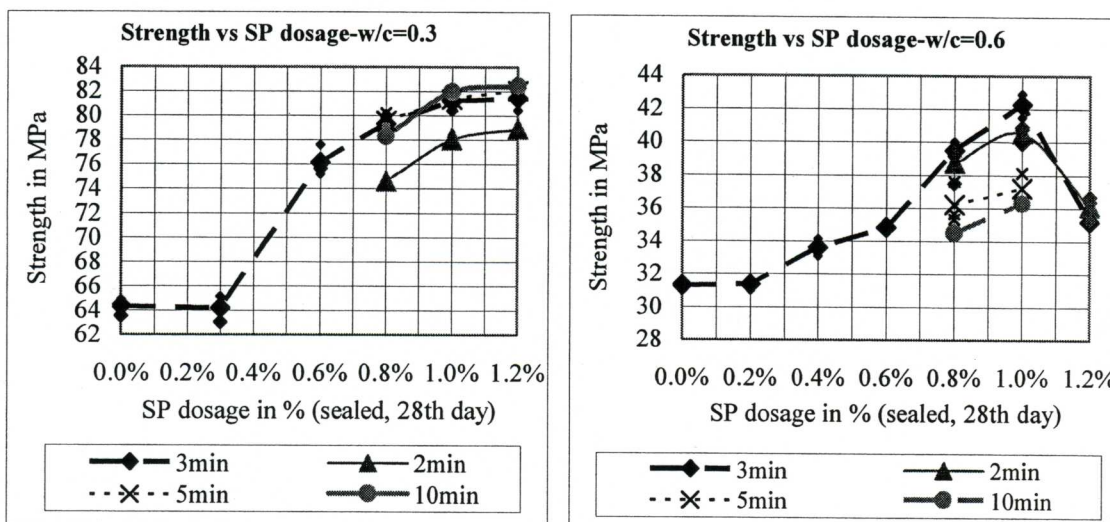 Strength vs SP dosage-w/c=0.3
Strength in MPa
84
82
80
78
76
74
72
70
68
66
64
62
0.0% 0.2% 0.4% 0.6% 0.8% 1.0% 1.2%
SP dosage in % (sealed, 28th day)
3min 2min
5min 10min
Strength vs SP dosage-w/c=0.6
Strength in MPa
44
42
40
38
36
34
32
30
28
0.0% 0.2% 0.4% 0.6% 0.8% 1.0% 1.2%
SP dosage in % (sealed, 28th day)
3min 2min
5min 10min